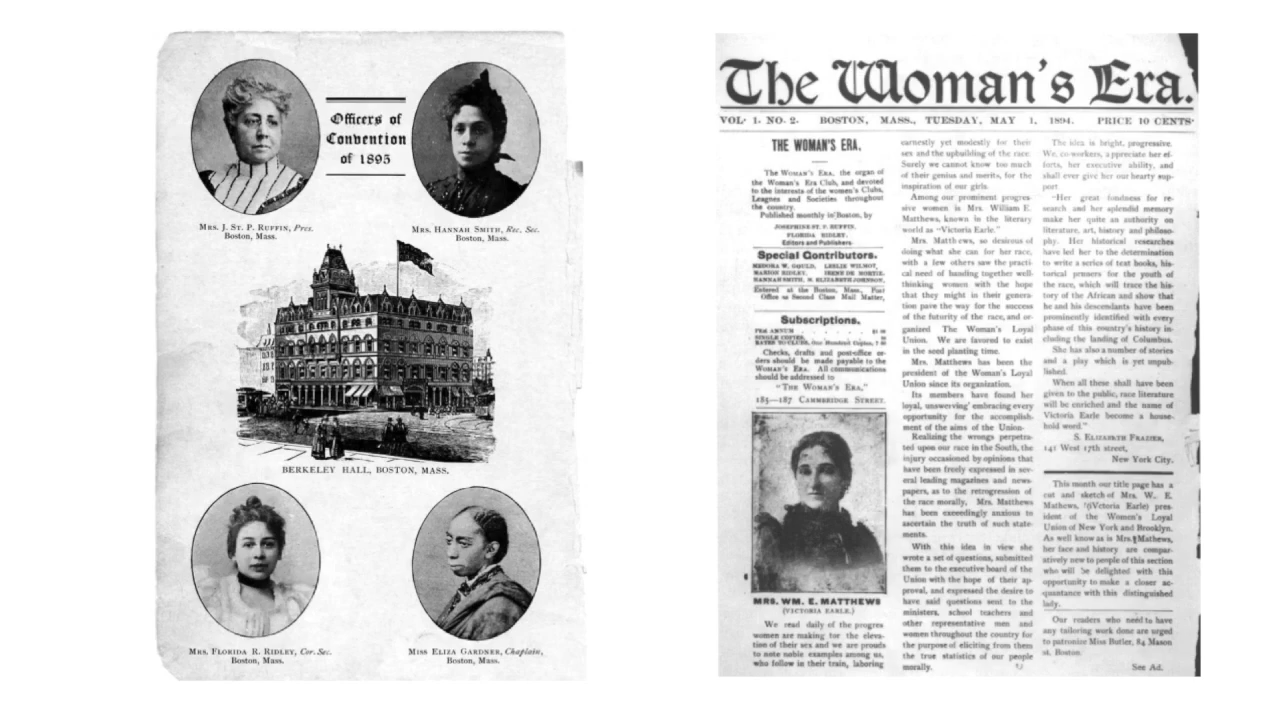 Officers of
Convention
of 1895
MRS. J. ST. P. RUFFIN, Pres.
Boston, Mass.
MRS. HANNAH SMITH, Rec. Sec.
Boston, Mass.
BERKELEY HALL, BOSTON, MASS.
MRS. FLORIDA R. RIDLEY, Cor. Sec.
Boston, Mass.
MISS ELIZA GARDNER, Chaplain,
Boston, Mass.
The Woman's Era.
VOL. 1. NO. 2. BOSTON, MASS., TUESDAY, MAY 1, 1894. PRICE 10 CENTS.
THE WOMAN'S ERA.
The WOMAN'S ERA, the organ of
the Woman's Era Club, and devoted
to the interests of the women's Clubs,
Leagues and Societies throughout
the country.
Published monthly in Boston, by
JOSEPHINE ST. P. RUFFIN,
FLORIDA RIDLEY,
Editors and Publishers
Special Contributors.
MEDORA W. GOULD, LESLIE WILMOT,
MARION RIDLEY, IRENE DE MORTIE,
HANNAH SMITH, S. ELIZABETH JOHNSON,
Entered at the Boston, Mass., Post
Office as Second Class Mail Matter,
Subscriptions.
PER ANNUM
SINGLE COPIES,
RATES TO CLUBS, One Hundred Copies, 7 00
Checks, drafts and post-office or-
ders should be made payable to the
WOMAN'S ERA. All communications
should be addressed to
"THE WOMAN'S ERA,"
185—187 CAMMBRIDGE STREET.
MRS. WM. E. MATTHEWS
(VICTORIA EARLE.)
We read daily of the progres
women are making for the eleva-
tion of their sex and we are prouds
to note noble examples among us,
who follow in their train, laboring
earnestly yet modestly for their
sex and the upbuilding of the race.
Surely we cannot know too much
of their genius and merits, for the
inspiration of our girls.
Among our prominent progres-
sive women is Mrs. William E.
Matthews, known in the literary
world as "Victoria Earle."
Mrs. Matth ews, so desirous of
doing what she can for the race,
with a few others saw the practi-
cal need of banding together well-
thinking women with the hope
that they might in their genera-
tion pave the way for the success
of the futurity of the race, and or-
ganized The Woman's Loyal
Union. We are favored to exist
in the seed planting time.
Mrs. Matthews has been the
president of the Woman's Loyal
Union since its organization.
Its members have found her
loyal, unswerving' embracing every
opportunity for the accomplish-
ment of the aims of the Union.
Realizing the wrongs perpetra-
ted upon our race in the South, the
injury occasioned by opinions that
have been freely expressed in sev-
eral leading magazines and news-
papers, as to the retrogression of
the race morally, Mrs. Matthews
has been exceedingly anxious to
ascertain the truth of such state-
ments.
With this idea in view she
wrote a set of questions, submitted
them to the executive board of the
Union with the hope of their ap-
proval, and expressed the desire to
have said questions sent to the
ministers, school teachers and
other representative men and
women throughout the country for
the purpose of eliciting from them
the true statistics of our people
morally.
The idea is bright, progressive.
We, co-workers, appreciate her ef-
forts, her executive ability, and
shall ever give her our hearty sup-
port
"Her great fondness for re-
search and her splendid memory
make her quite an authority on
literature, art, history and philoso-
phy. Her historical researches
have led her to the determination
to write a series of text books, his-
torical primers for the youth of
the race, which will trace the his-
tory of the African and show that
he and his descendants have been
prominently identified with every
phase of this country's history in-
cluding the landing of Columbus.
She has also a number of stories
and a play which is yet unpub-
lished.
When all these shall have been
given to the public, race literature
will be enriched and the name of
Victoria Earle become a house-
hold word."
S. ELIZABETH FRAZIER,
141 West 17th street,
New York City.
This month our title page has a
cut and sketch of Mrs. W. E.
Mathews, "(iVctoria Earle) pres-
ident of the Women's Loyal
Union of New York and Brooklyn.
As well know as is Mrs. Mathews,
her face and history are compar-
atively new to people of this section
who will be delighted with this
opportunity to make a closer ac-
quantance with this distinguished
lady.
Our readers who need to have
any tailoring work done are urged
to patronize Miss Butler, 84 Mason
st. Boston.
See Ad.